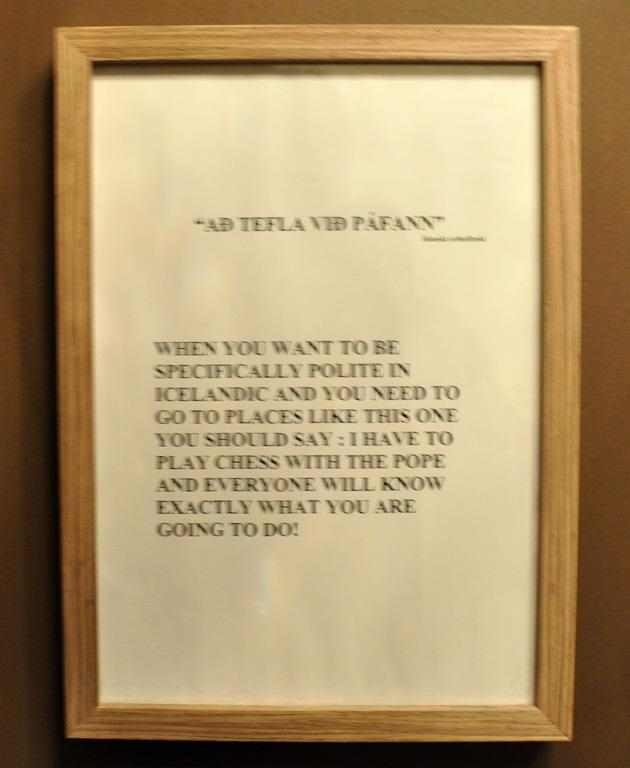 “AÐ TEFLA VIÐ PÁFANN”
WHEN YOU WANT TO BE
SPECIFICALLY POLITE IN
ICELANDIC AND YOU NEED TO
GO TO PLACES LIKE THIS ONE
YOU SHOULD SAY : I HAVE TO
PLAY CHESS WITH THE POPE
AND EVERYONE WILL KNOW
EXACTLY WHAT YOU ARE
GOING TO DO!